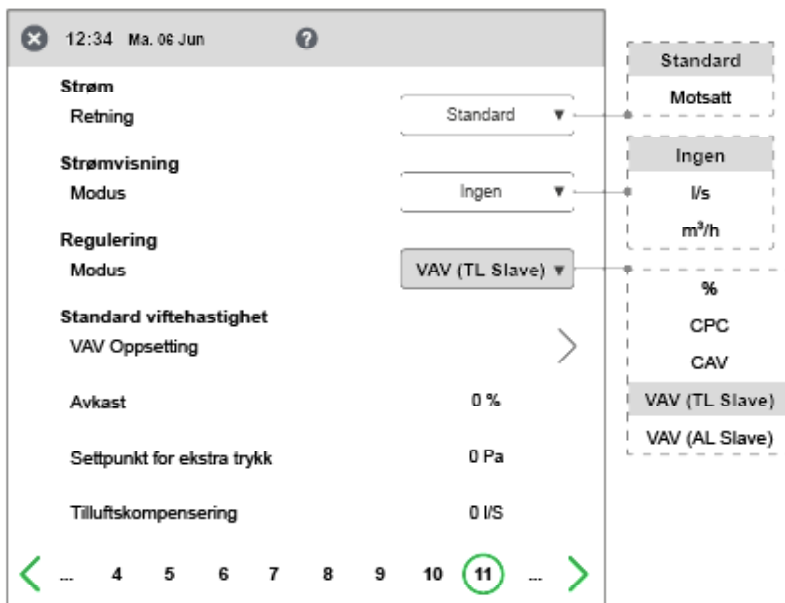 12:34 Ma. 06 Jun ?
Strøm
Retning Standard
Strømvisning
Modus Ingen
Regulering
Modus VAV (TL Slave)
Standard viftehastighet
VAV Oppsetting
Avkast 0 %
Settpunkt for ekstra trykk 0 Pa
Tilluftskompensering 0 l/S
... 4 5 6 7 8 9 10 11 ...
Standard
Motsatt
Ingen
l/s
m³/h
%
CPC
CAV
VAV (TL Slave)
VAV (AL Slave)